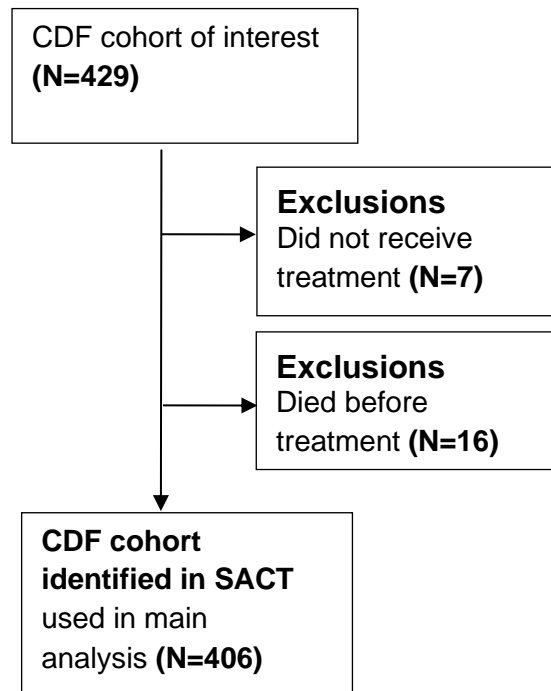 CDF cohort of interest
(N=429)
Exclusions
Did not receive
treatment (N=7)
Exclusions
Died before
treatment (N=16)
CDF cohort
identified in SACT
used in main
analysis (N=406)